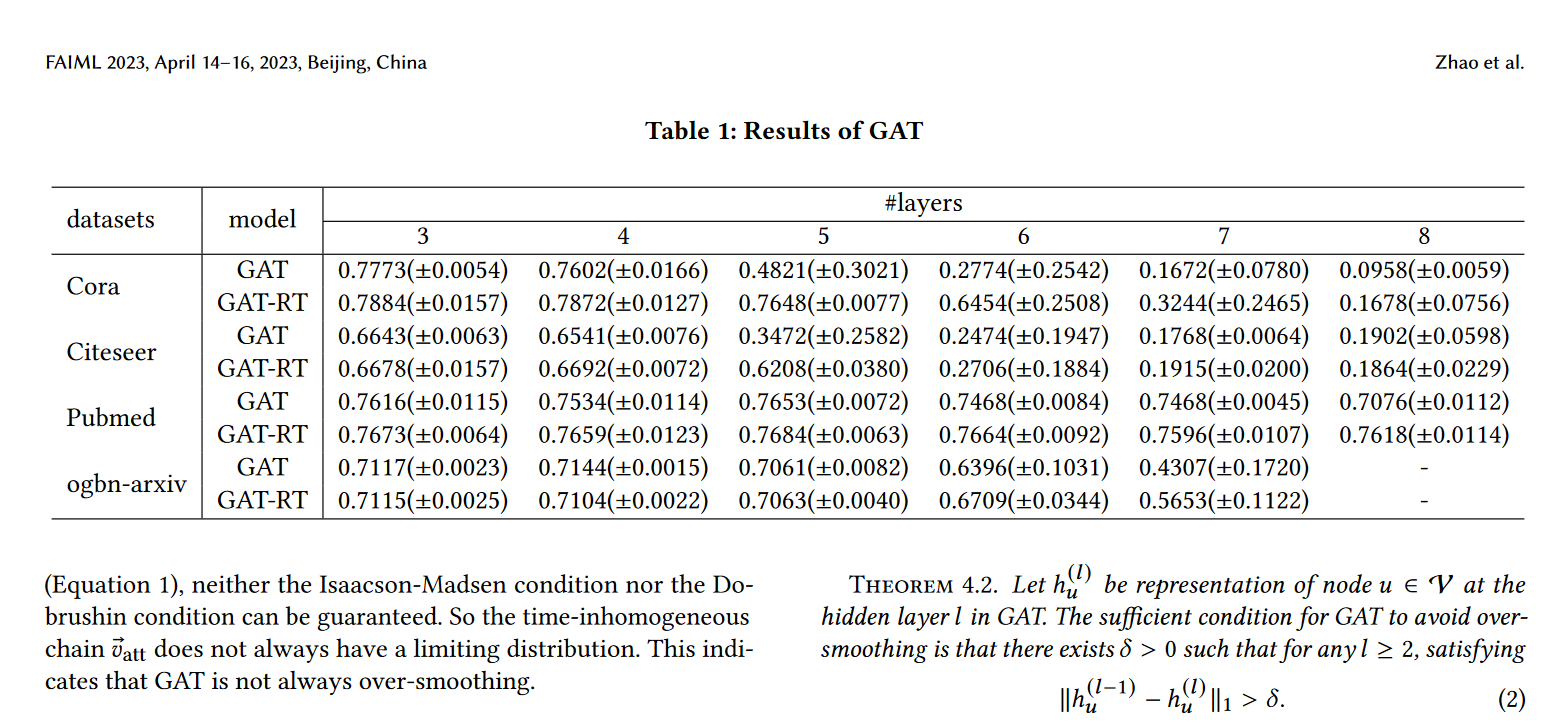 FAIML 2023, April 14–16, 2023, Beijing, China
Zhao et al.
Table 1: Results of GAT
datasets model #layers
3 4 5 6 7 8
Cora GAT 0.7773(±0.0054) 0.7602(±0.0166) 0.4821(±0.3021) 0.2774(±0.2542) 0.1672(±0.0780) 0.0958(±0.0059)
GAT-RT 0.7884(±0.0157) 0.7872(±0.0127) 0.7648(±0.0077) 0.6454(±0.2508) 0.3244(±0.2465) 0.1678(±0.0756)
Citeseer GAT 0.6643(±0.0063) 0.6541(±0.0076) 0.3472(±0.2582) 0.2474(±0.1947) 0.1768(±0.0064) 0.1902(±0.0598)
GAT-RT 0.6678(±0.0157) 0.6692(±0.0072) 0.6208(±0.0380) 0.2706(±0.1884) 0.1915(±0.0200) 0.1864(±0.0229)
Pubmed GAT 0.7616(±0.0115) 0.7534(±0.0114) 0.7653(±0.0072) 0.7468(±0.0084) 0.7468(±0.0045) 0.7076(±0.0112)
GAT-RT 0.7673(±0.0064) 0.7659(±0.0123) 0.7684(±0.0063) 0.7664(±0.0092) 0.7596(±0.0107) 0.7618(±0.0114)
ogbn-arxiv GAT 0.7117(±0.0023) 0.7144(±0.0015) 0.7061(±0.0082) 0.6396(±0.1031) 0.4307(±0.1720) -
GAT-RT 0.7115(±0.0025) 0.7104(±0.0022) 0.7063(±0.0040) 0.6709(±0.0344) 0.5653(±0.1122) -
(Equation 1), neither the Isaacson-Madsen condition nor the Do-
brushin condition can be guaranteed. So the time-inhomogeneous
chain v⃗_att does not always have a limiting distribution. This indi-
cates that GAT is not always over-smoothing.
Theorem 4.2. Let h_u^(l) be representation of node u ∈ 𝒱 at the
hidden layer l in GAT. The sufficient condition for GAT to avoid over-
smoothing is that there exists δ > 0 such that for any l ≥ 2, satisfying
‖h_u^(l−1) − h_u^(l)‖_1 > δ. (2)